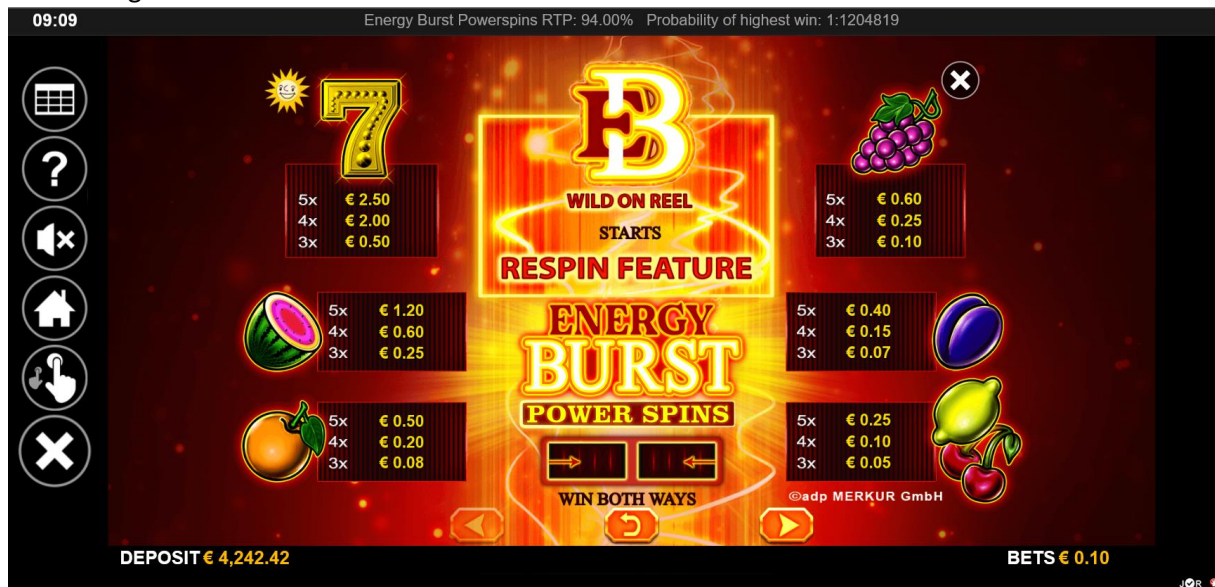 09:09
Energy Burst Powerspins RTP: 94.00% Probability of highest win: 1:1204819
7
5x € 2.50
4x € 2.00
3x € 0.50
EB
WILD ON REEL
STARTS
RESPIN FEATURE
5x € 0.60
4x € 0.25
3x € 0.10
5x € 1.20
4x € 0.60
3x € 0.25
ENERGY
BURST
POWER SPINS
5x € 0.40
4x € 0.15
3x € 0.07
5x € 0.50
4x € 0.20
3x € 0.08
WIN BOTH WAYS
5x € 0.25
4x € 0.10
3x € 0.05
©adp MERKUR GmbH
DEPOSIT € 4,242.42
BETS € 0.10